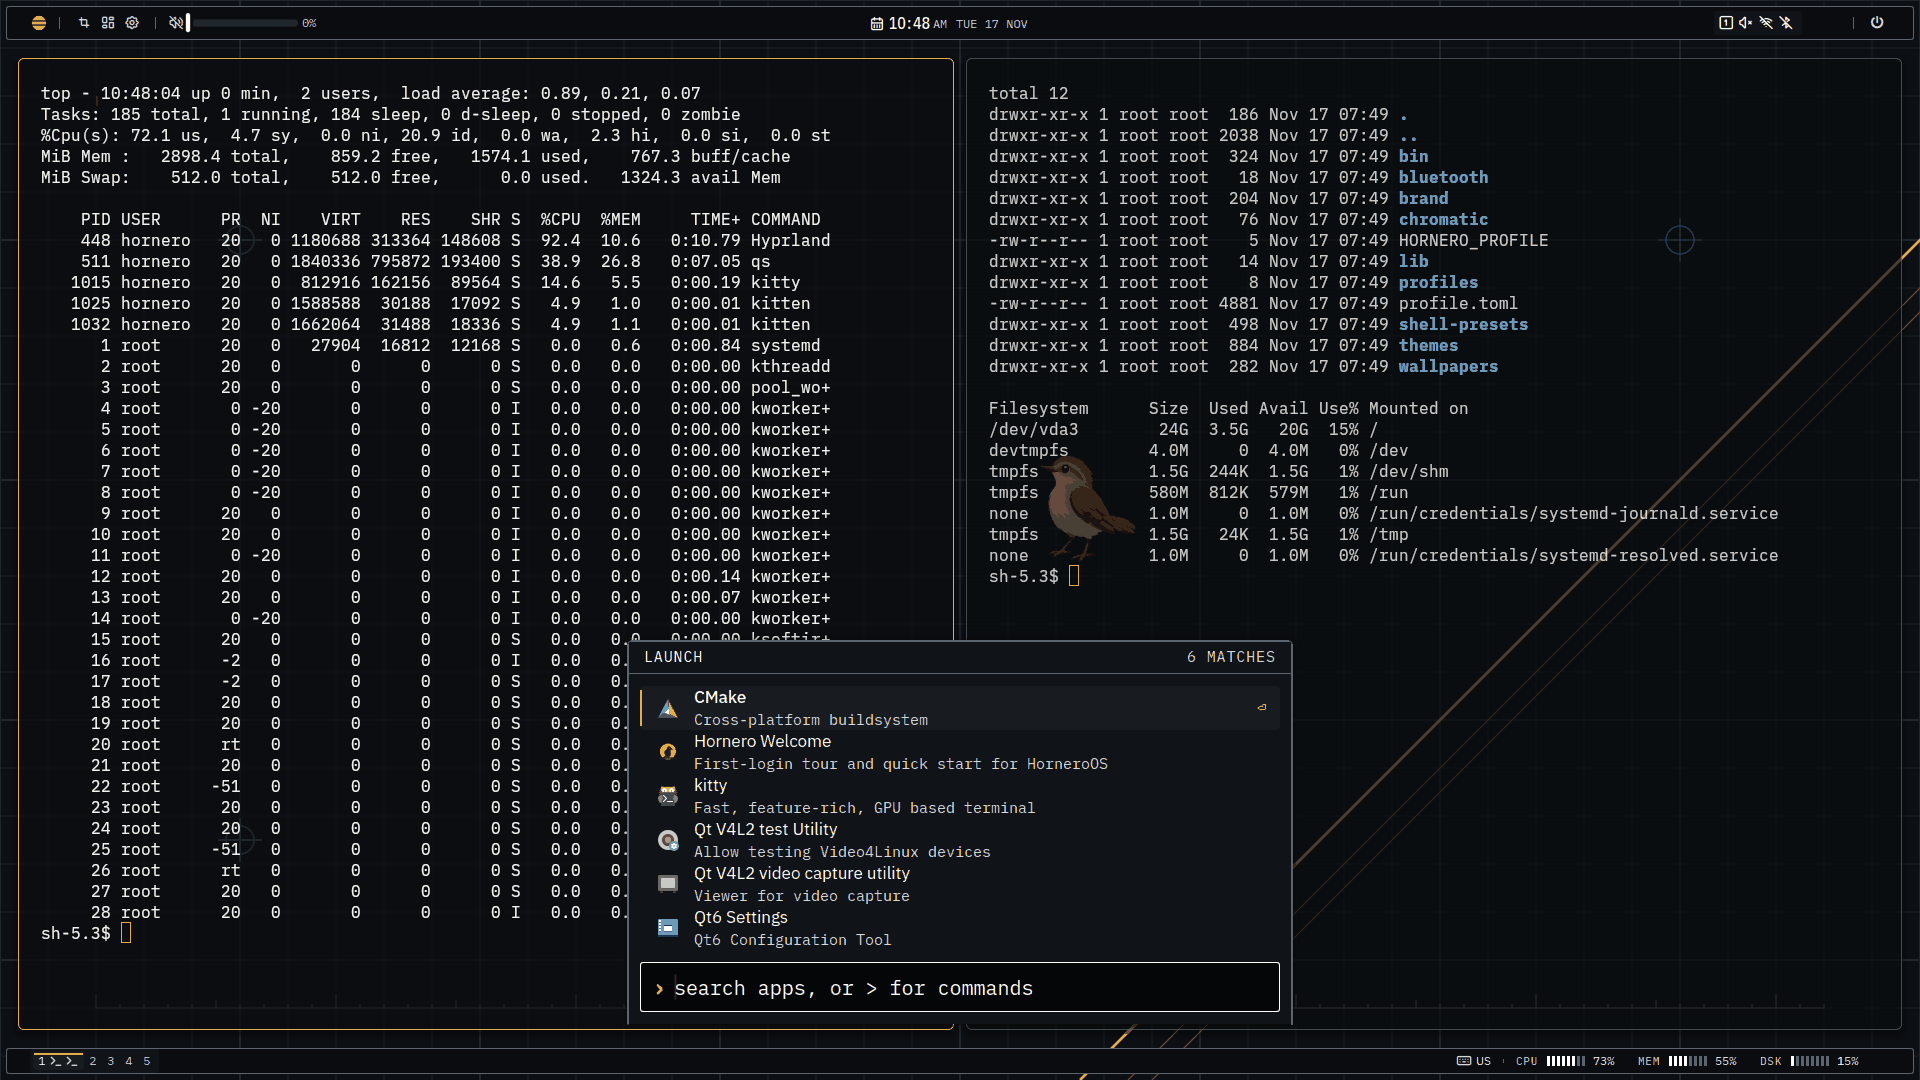 0%
10:48 AM TUE 17 NOV
1
top - 10:48:04 up 0 min,  2 users,  load average: 0.89, 0.21, 0.07
Tasks: 185 total, 1 running, 184 sleep, 0 d-sleep, 0 stopped, 0 zombie
%Cpu(s): 72.1 us,  4.7 sy,  0.0 ni, 20.9 id,  0.0 wa,  2.3 hi,  0.0 si,  0.0 st
MiB Mem :   2898.4 total,    859.2 free,   1574.1 used,    767.3 buff/cache
MiB Swap:    512.0 total,    512.0 free,      0.0 used.   1324.3 avail Mem
PID USER      PR  NI    VIRT    RES    SHR S  %CPU  %MEM     TIME+ COMMAND
448 hornero   20   0 1180688 313364 148608 S  92.4  10.6   0:10.79 Hyprland
511 hornero   20   0 1840336 795872 193400 S  38.9  26.8   0:07.05 qs
1015 hornero   20   0  812916 162156  89564 S  14.6   5.5   0:00.19 kitty
1025 hornero   20   0 1588588  30188  17092 S   4.9   1.0   0:00.01 kitten
1032 hornero   20   0 1662064  31488  18336 S   4.9   1.1   0:00.01 kitten
1 root      20   0   27904  16812  12168 S   0.0   0.6   0:00.84 systemd
2 root      20   0       0      0      0 S   0.0   0.0   0:00.00 kthreadd
3 root      20   0       0      0      0 S   0.0   0.0   0:00.00 pool_wo+
4 root       0 -20       0      0      0 I   0.0   0.0   0:00.00 kworker+
5 root       0 -20       0      0      0 I   0.0   0.0   0:00.00 kworker+
6 root       0 -20       0      0      0 I   0.0   0.0   0:00.00 kworker+
7 root       0 -20       0      0      0 I   0.0   0.0   0:00.00 kworker+
8 root       0 -20       0      0      0 I   0.0   0.0   0:00.00 kworker+
9 root      20   0       0      0      0 I   0.0   0.0   0:00.00 kworker+
10 root      20   0       0      0      0 I   0.0   0.0   0:00.00 kworker+
11 root       0 -20       0      0      0 I   0.0   0.0   0:00.00 kworker+
12 root      20   0       0      0      0 I   0.0   0.0   0:00.14 kworker+
13 root      20   0       0      0      0 I   0.0   0.0   0:00.07 kworker+
14 root       0 -20       0      0      0 I   0.0   0.0   0:00.00 kworker+
15 root      20   0       0      0      0 S   0.0   0.0   0:00.00 ksoftir+
16 root      -2   0       0      0      0 I   0.0   0.
17 root      -2   0       0      0      0 S   0.0   0.
18 root      20   0       0      0      0 S   0.0   0.
19 root      20   0       0      0      0 S   0.0   0.
20 root      rt   0       0      0      0 S   0.0   0.
21 root      20   0       0      0      0 S   0.0   0.
22 root     -51   0       0      0      0 S   0.0   0.
23 root      20   0       0      0      0 S   0.0   0.
24 root      20   0       0      0      0 S   0.0   0.
25 root     -51   0       0      0      0 S   0.0   0.
26 root      rt   0       0      0      0 S   0.0   0.
27 root      20   0       0      0      0 S   0.0   0.
28 root      20   0       0      0      0 I   0.0   0.
sh-5.3$
total 12
drwxr-xr-x 1 root root  186 Nov 17 07:49 .
drwxr-xr-x 1 root root 2038 Nov 17 07:49 ..
drwxr-xr-x 1 root root  324 Nov 17 07:49 bin
drwxr-xr-x 1 root root   18 Nov 17 07:49 bluetooth
drwxr-xr-x 1 root root  204 Nov 17 07:49 brand
drwxr-xr-x 1 root root   76 Nov 17 07:49 chromatic
-rw-r--r-- 1 root root    5 Nov 17 07:49 HORNERO_PROFILE
drwxr-xr-x 1 root root   14 Nov 17 07:49 lib
drwxr-xr-x 1 root root    8 Nov 17 07:49 profiles
-rw-r--r-- 1 root root 4881 Nov 17 07:49 profile.toml
drwxr-xr-x 1 root root  498 Nov 17 07:49 shell-presets
drwxr-xr-x 1 root root  884 Nov 17 07:49 themes
drwxr-xr-x 1 root root  282 Nov 17 07:49 wallpapers
Filesystem      Size  Used Avail Use% Mounted on
/dev/vda3        24G  3.5G   20G  15% /
devtmpfs        4.0M     0  4.0M   0% /dev
tmpfs           1.5G  244K  1.5G   1% /dev/shm
tmpfs           580M  812K  579M   1% /run
none            1.0M     0  1.0M   0% /run/credentials/systemd-journald.service
tmpfs           1.5G   24K  1.5G   1% /tmp
none            1.0M     0  1.0M   0% /run/credentials/systemd-resolved.service
sh-5.3$
LAUNCH 6 MATCHES
CMake
Cross-platform buildsystem
Hornero Welcome
First-login tour and quick start for HorneroOS
kitty
Fast, feature-rich, GPU based terminal
Qt V4L2 test Utility
Allow testing Video4Linux devices
Qt V4L2 video capture utility
Viewer for video capture
Qt6 Settings
Qt6 Configuration Tool
› search apps, or > for commands
1 2 3 4 5
US CPU 73% MEM 55% DSK 15%